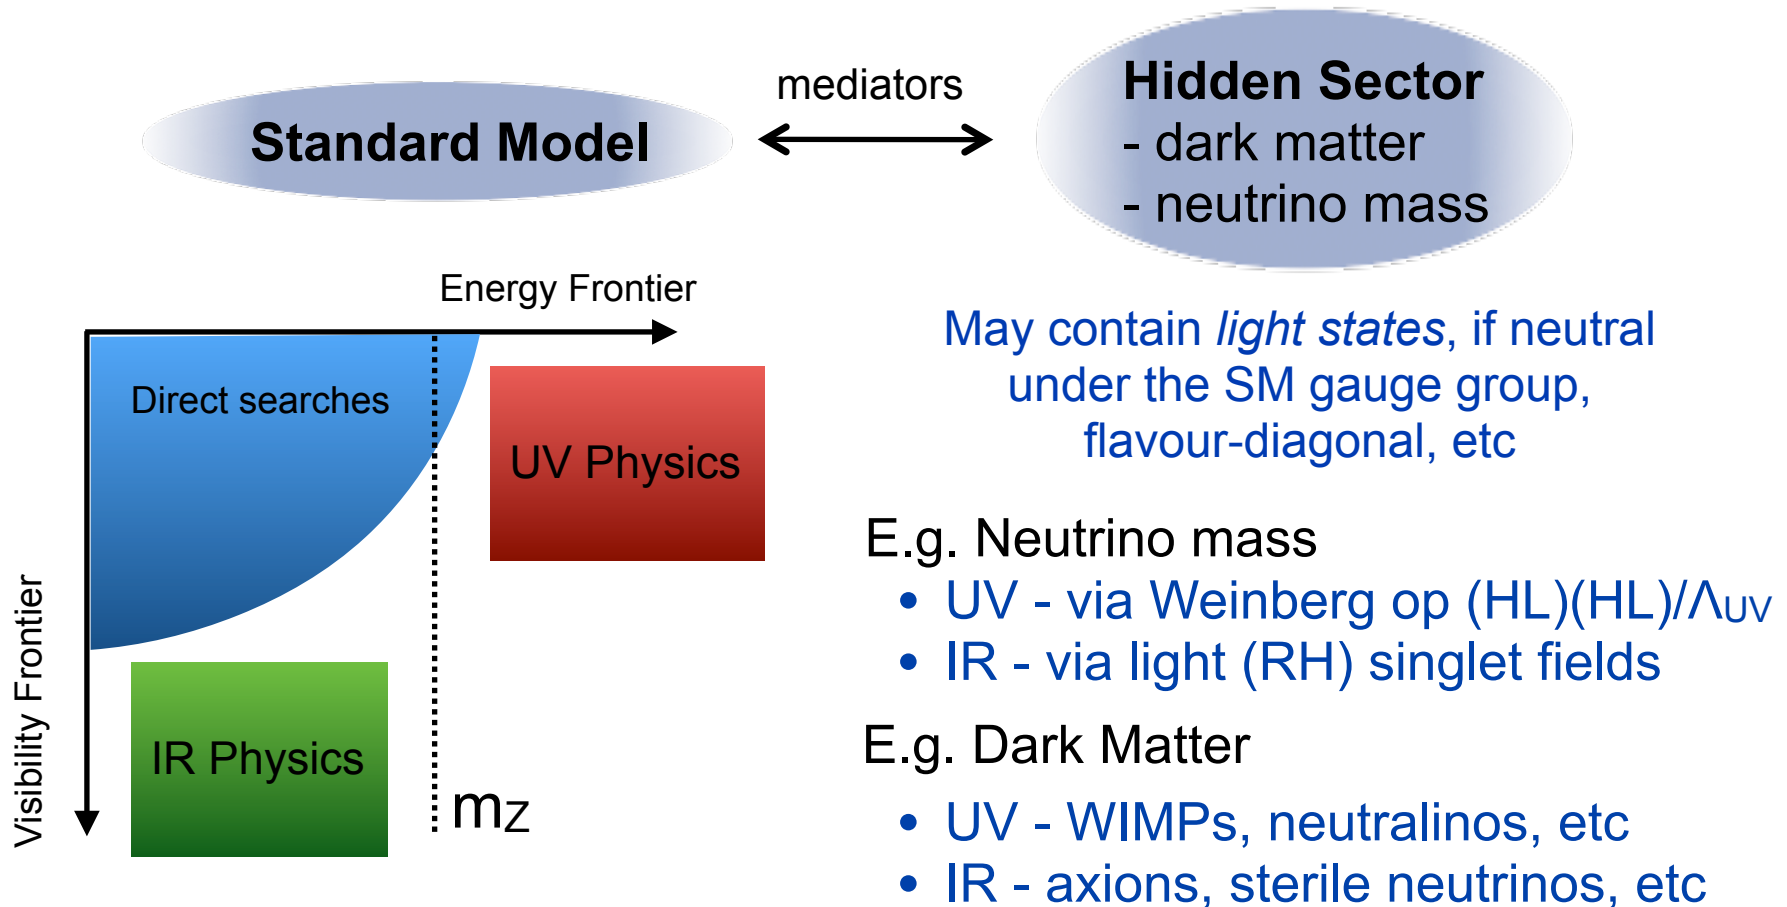 Standard Model
mediators
Hidden Sector
- dark matter
- neutrino mass
Energy Frontier
Direct searches
UV Physics
IR Physics
Visibility Frontier
mZ
May contain light states, if neutral
under the SM gauge group,
flavour-diagonal, etc
E.g. Neutrino mass
• UV - via Weinberg op (HL)(HL)/ΛUV
• IR - via light (RH) singlet fields
E.g. Dark Matter
• UV - WIMPs, neutralinos, etc
• IR - axions, sterile neutrinos, etc